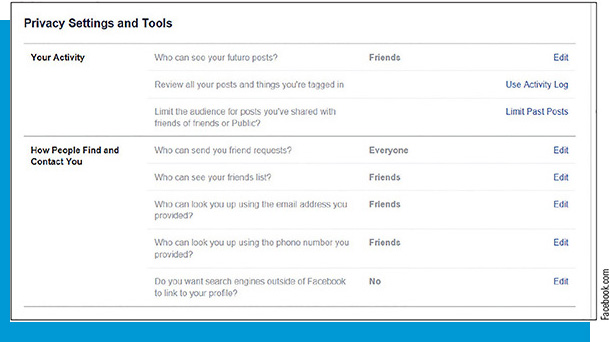 Privacy Settings and Tools
Your Activity
Who can see your futuro posts?
Friends
Edit
Review all your posts and things you're tagged in
Use Activity Log
Limit the audience for posts you've shared with
friends of friends or Public?
Limit Past Posts
How People Find and
Contact You
Who can send you friend requests?
Everyone
Edit
Who can see your friends list?
Friends
Edit
Who can look you up using the email address you
provided?
Friends
Edit
Who can look you up using the phono number you
provided?
Friends
Edit
Do you want search engines outside of Facebook
to link to your profile?
No
Edit
Facebook.com